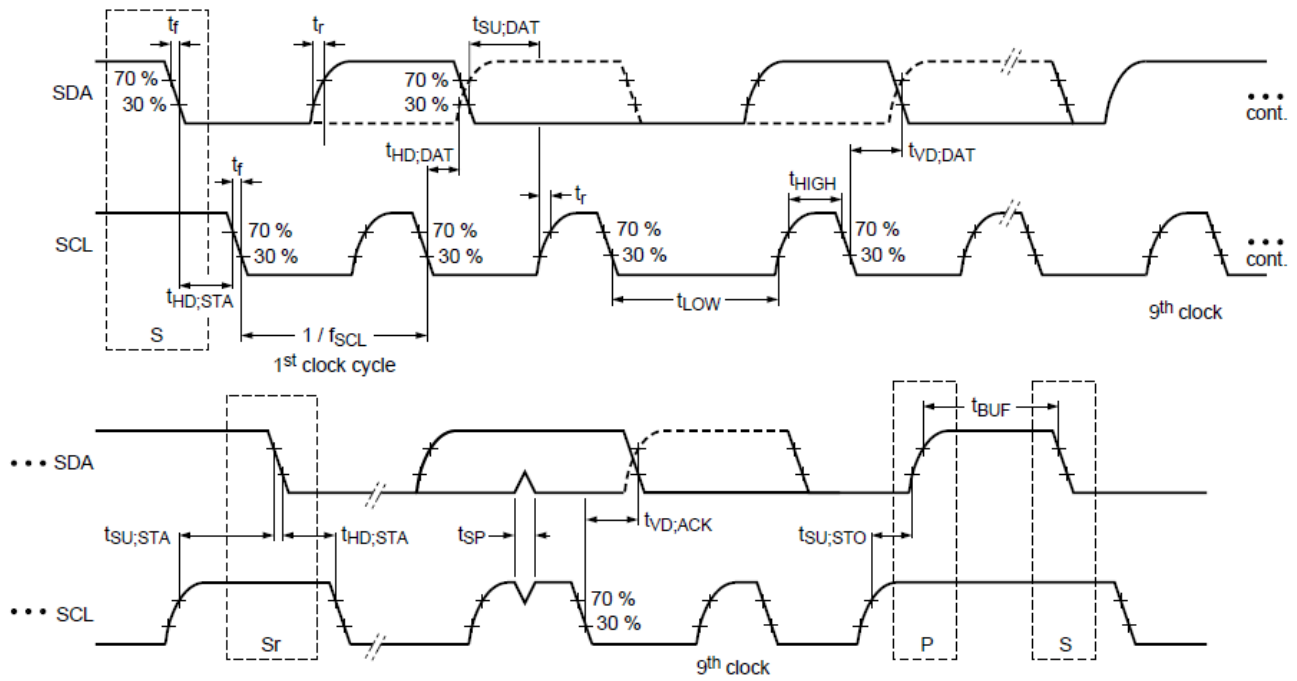 tf tr tSU;DAT
70 % 70 %
SDA
30 % 30 %
••• cont.
tHD;DAT tVD;DAT
tf tr tHIGH
70 % 70 % 70 % 70 %
SCL
30 % 30 % 30 % 30 %
••• cont.
tHD;STA tLOW
S 1 / fSCL 9th clock
1st clock cycle
tBUF
••• SDA
tSU;STA tHD;STA tSP tVD;ACK tSU;STO
••• SCL
70 %
30 %
Sr P S
9th clock